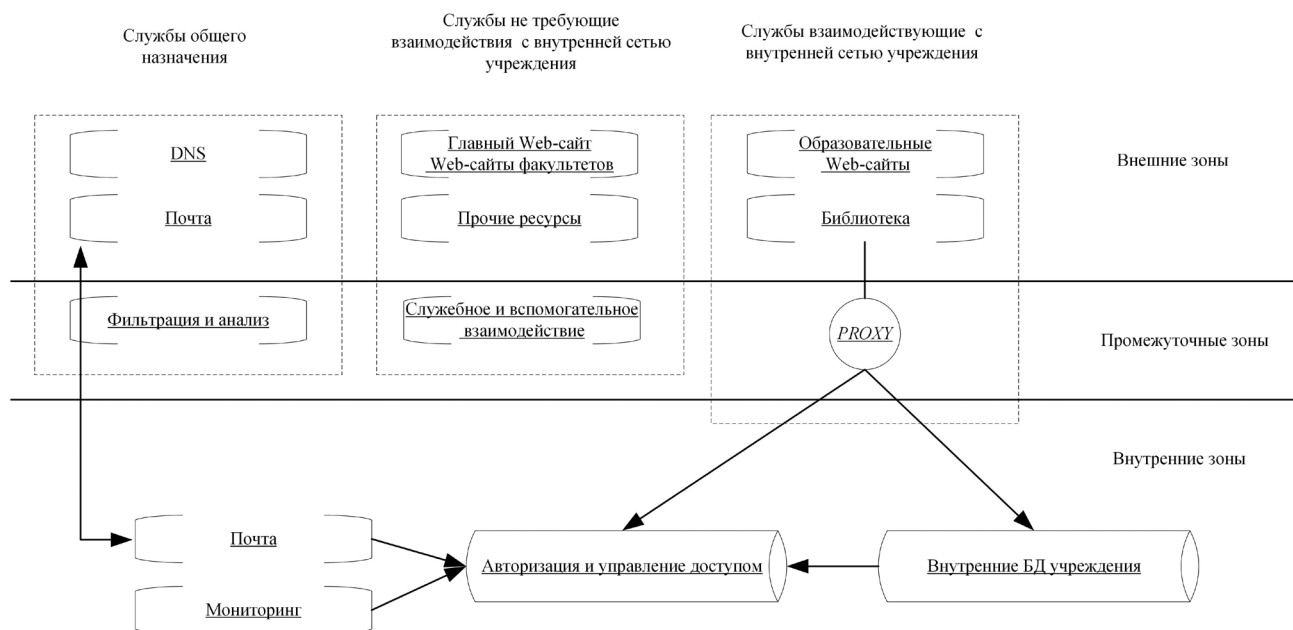 Службы общего
назначения
Службы не требующие
взаимодействия с внутренней сетью
учреждения
Службы взаимодействующие с
внутренней сетью учреждения
DNS
Главный Web-сайт
Web-сайты факультетов
Образовательные
Web-сайты
Внешние зоны
Почта
Прочие ресурсы
Библиотека
Фильтрация и анализ
Служебное и вспомогательное
взаимодействие
PROXY
Промежуточные зоны
Внутренние зоны
Почта
Авторизация и управление доступом
Внутренние БД учреждения
Мониторинг